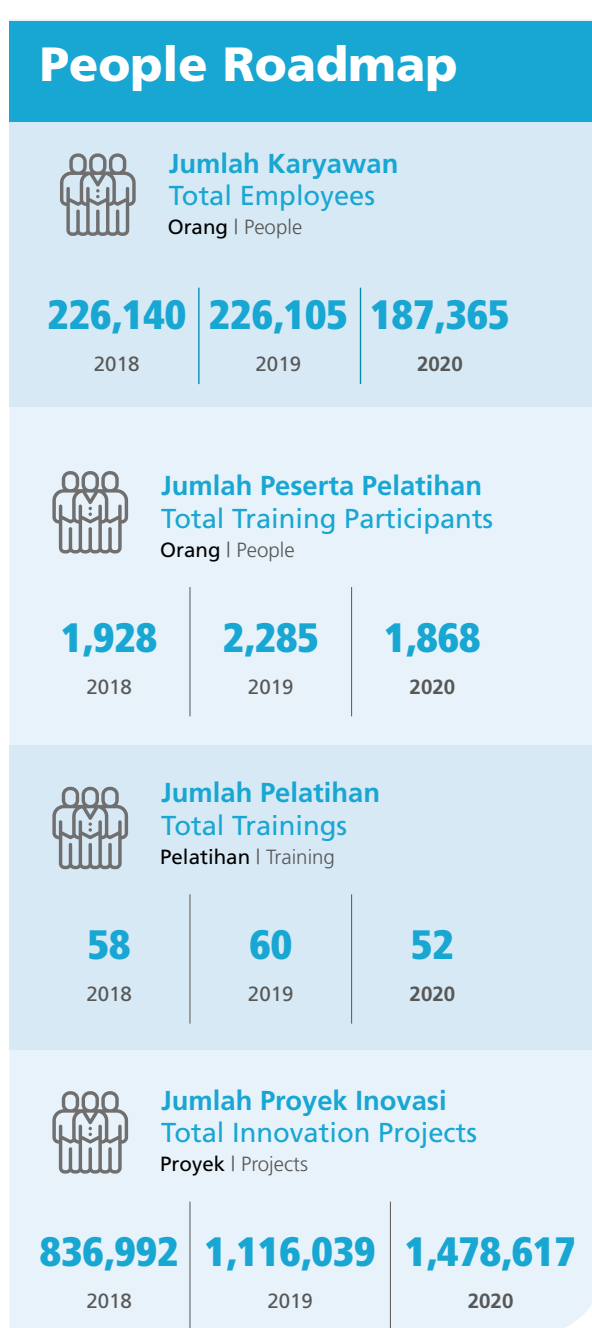 People Roadmap
Jumlah Karyawan
Total Employees
Orang | People
226,140 226,105 187,365
2018 2019 2020
Jumlah Peserta Pelatihan
Total Training Participants
Orang | People
1,928 2,285 1,868
2018 2019 2020
Jumlah Pelatihan
Total Trainings
Pelatihan | Training
58 60 52
2018 2019 2020
Jumlah Proyek Inovasi
Total Innovation Projects
Proyek | Projects
836,992 1,116,039 1,478,617
2018 2019 2020